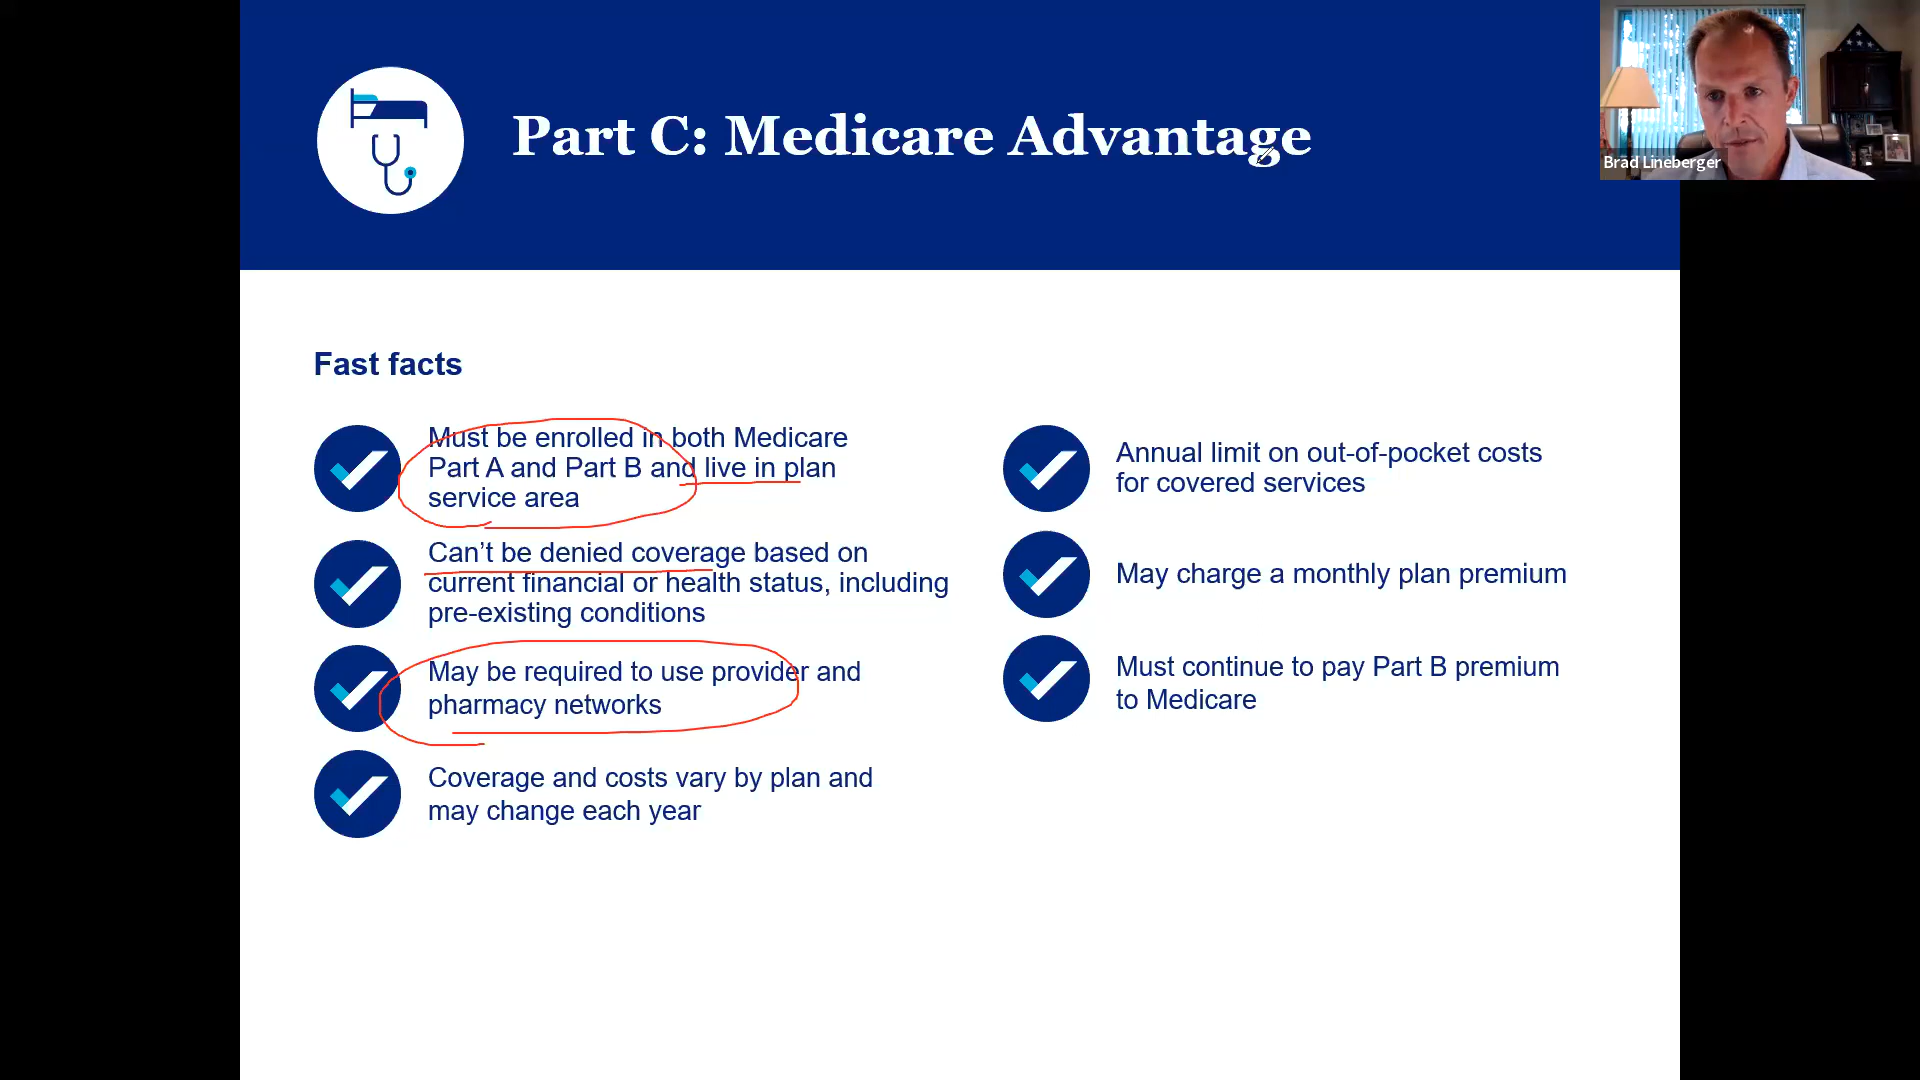 Part C: Medicare Advantage
Brad Lineberger
Fast facts
Must be enrolled in both Medicare
Part A and Part B and live in plan
service area
Can’t be denied coverage based on
current financial or health status, including
pre-existing conditions
May be required to use provider and
pharmacy networks
Coverage and costs vary by plan and
may change each year
Annual limit on out-of-pocket costs
for covered services
May charge a monthly plan premium
Must continue to pay Part B premium
to Medicare